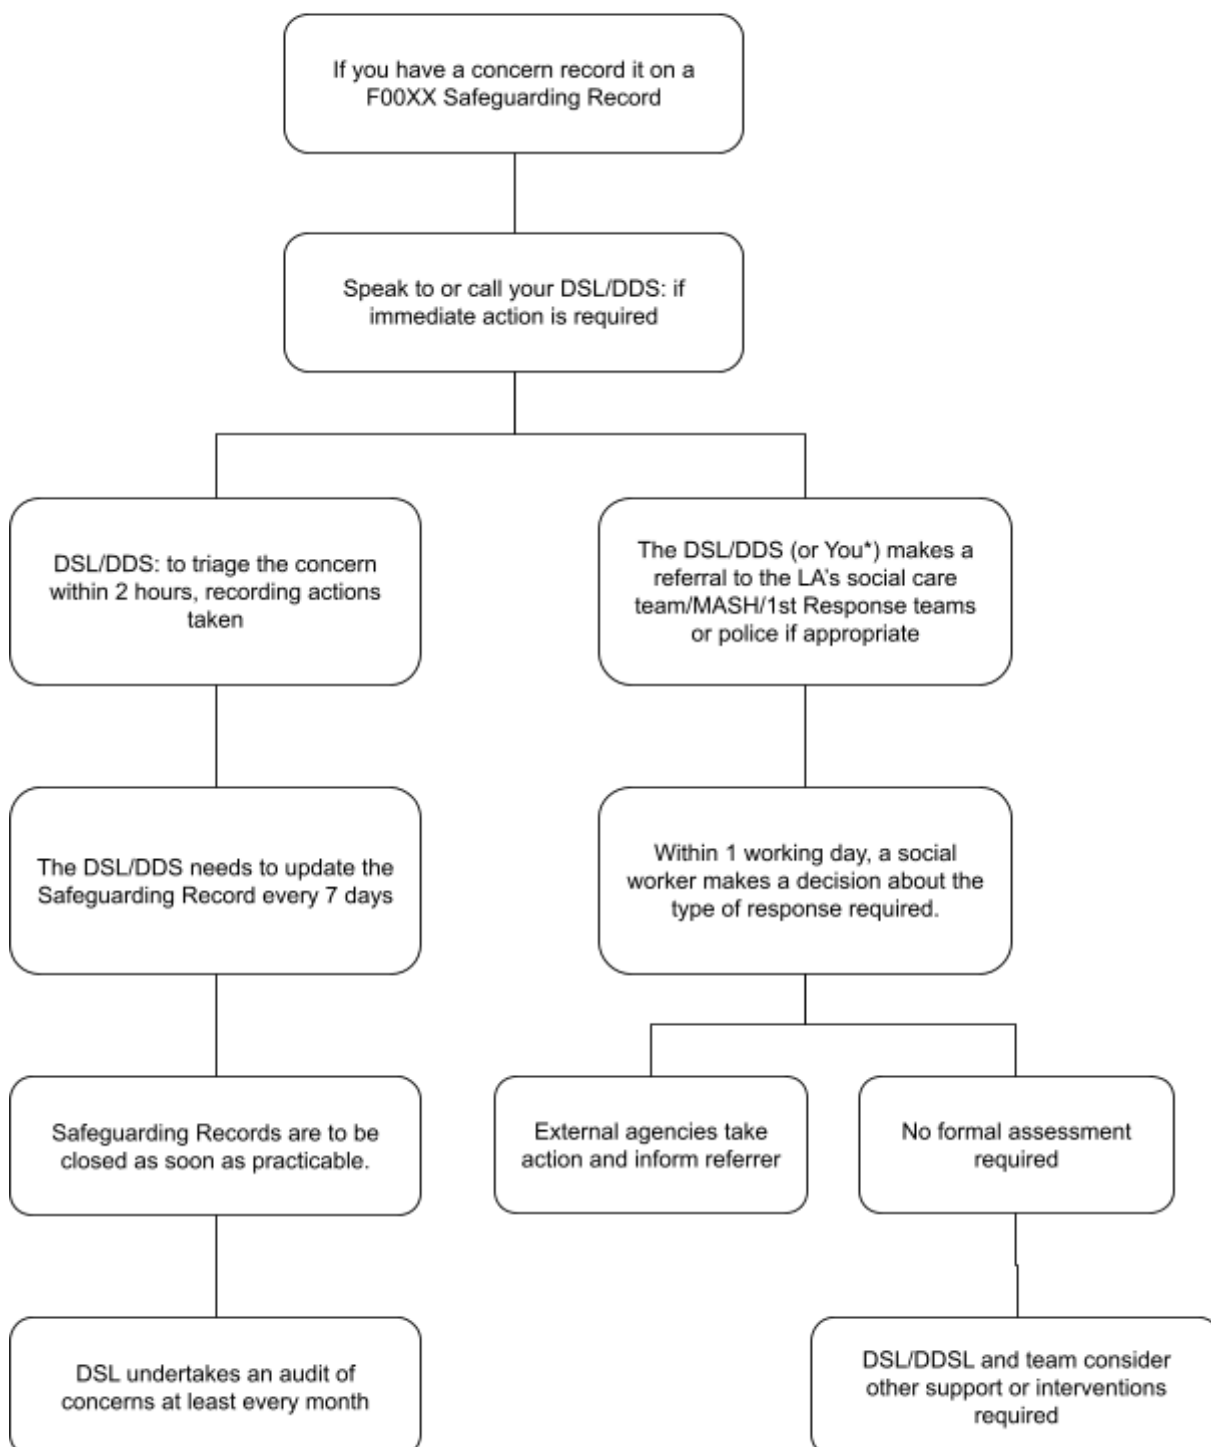 If you have a concern record it on a
F00XX Safeguarding Record
Speak to or call your DSL/DDS: if
immediate action is required
DSL/DDS: to triage the concern
within 2 hours, recording actions
taken
The DSL/DDS (or You*) makes a
referral to the LA's social care
team/MASH/1st Response teams
or police if appropriate
The DSL/DDS needs to update the
Safeguarding Record every 7 days
Within 1 working day, a social
worker makes a decision about the
type of response required.
Safeguarding Records are to be
closed as soon as practicable.
External agencies take
action and inform referrer
No formal assessment
required
DSL undertakes an audit of
concerns at least every month
DSL/DDSL and team consider
other support or interventions
required